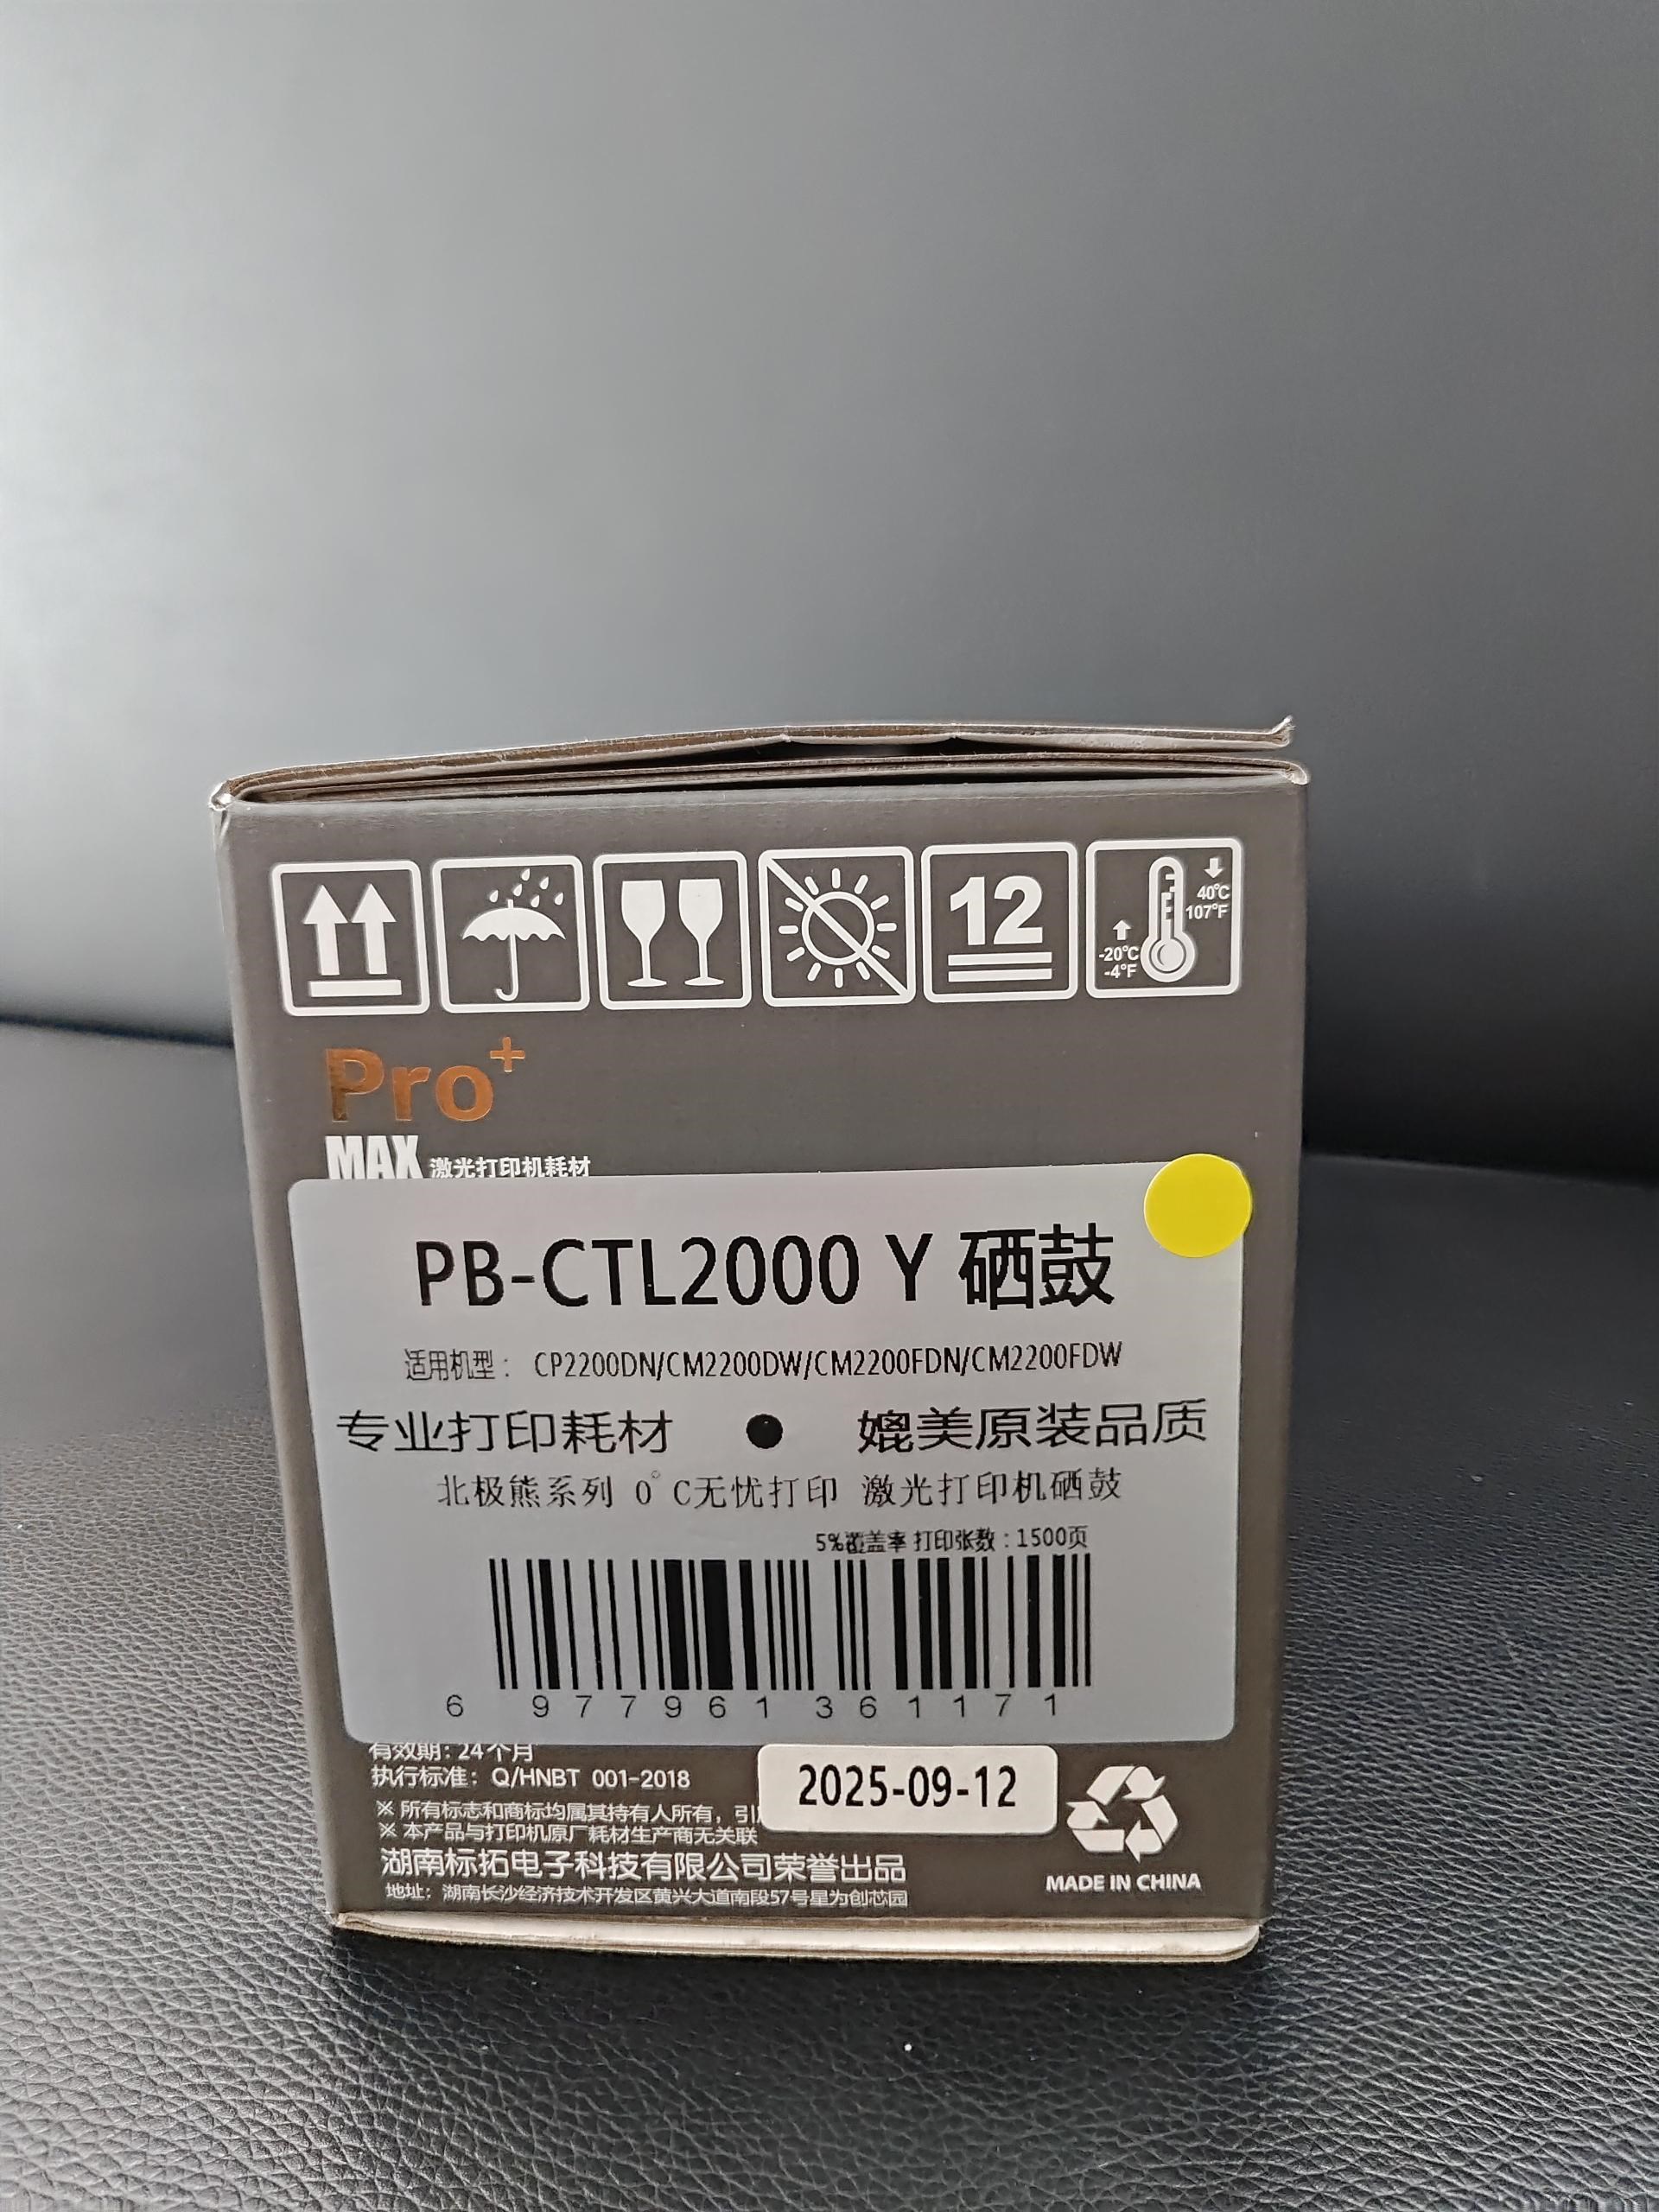 12
40℃
107°F
-20℃
-4°F
Pro+
MAX 激光打印机耗材
PB-CTL2000 Y 硒鼓
适用机型： CP2200DN/CM2200DW/CM2200FDN/CM2200FDW
专业打印耗材 ● 媲美原装品质
北极熊系列 0°C无忧打印 激光打印机硒鼓
5%覆盖率 打印张数：1500页
6 977961 361171
有效期：24个月
执行标准：Q/HNBT 001-2018
2025-09-12
※ 所有标志和商标均属其持有人所有，引
※ 本产品与打印机原厂耗材生产商无关联
湖南标拓电子科技有限公司荣誉出品
地址：湖南长沙经济技术开发区黄兴大道南段57号星为创芯园
MADE IN CHINA